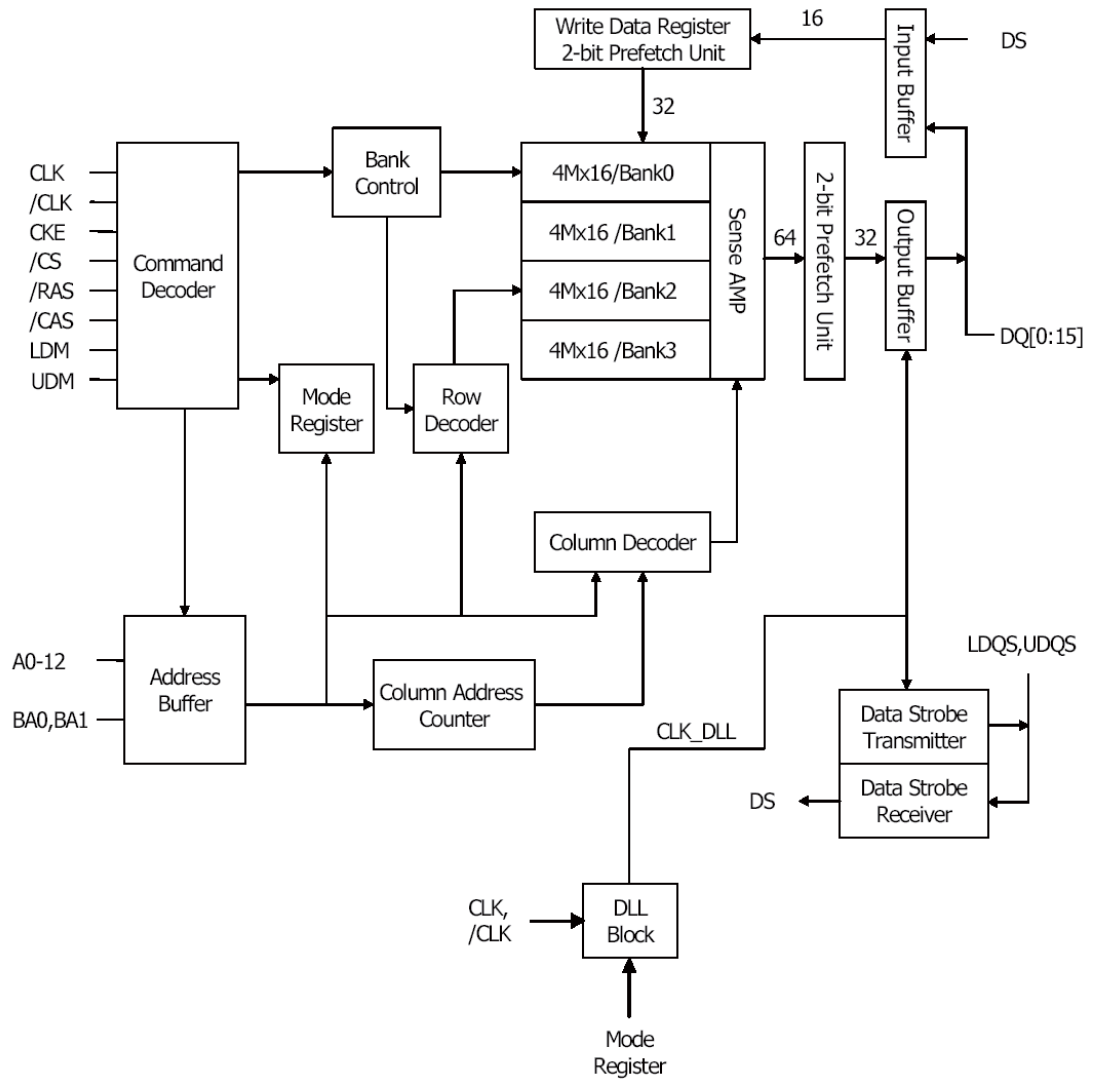 Write Data Register
2-bit Prefetch Unit
16
Input Buffer
DS
32
CLK
/CLK
CKE
/CS
/RAS
/CAS
LDM
UDM
Command
Decoder
Bank
Control
4Mx16/Bank0
4Mx16 /Bank1
4Mx16 /Bank2
4Mx16 /Bank3
Sense AMP
64
2-bit Prefetch Unit
32
Output Buffer
DQ[0:15]
Mode
Register
Row
Decoder
Column Decoder
A0-12
BA0,BA1
Address
Buffer
Column Address
Counter
CLK_DLL
LDQS,UDQS
Data Strobe
Transmitter
Data Strobe
Receiver
DS
CLK,
/CLK
DLL
Block
Mode
Register